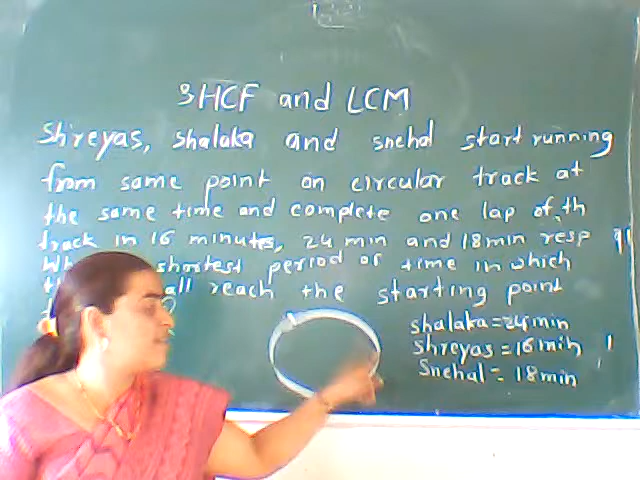 3 HCF and LCM
Shreyas, shalaka and snehal start running
from same point on circular track at
the same time and complete one lap of th
track in 16 minutes, 24 min and 18 min resp
shortest period of time in which
all reach the starting point
shalaka = 24 min
shreyas = 16 min
Snehal = 18 min